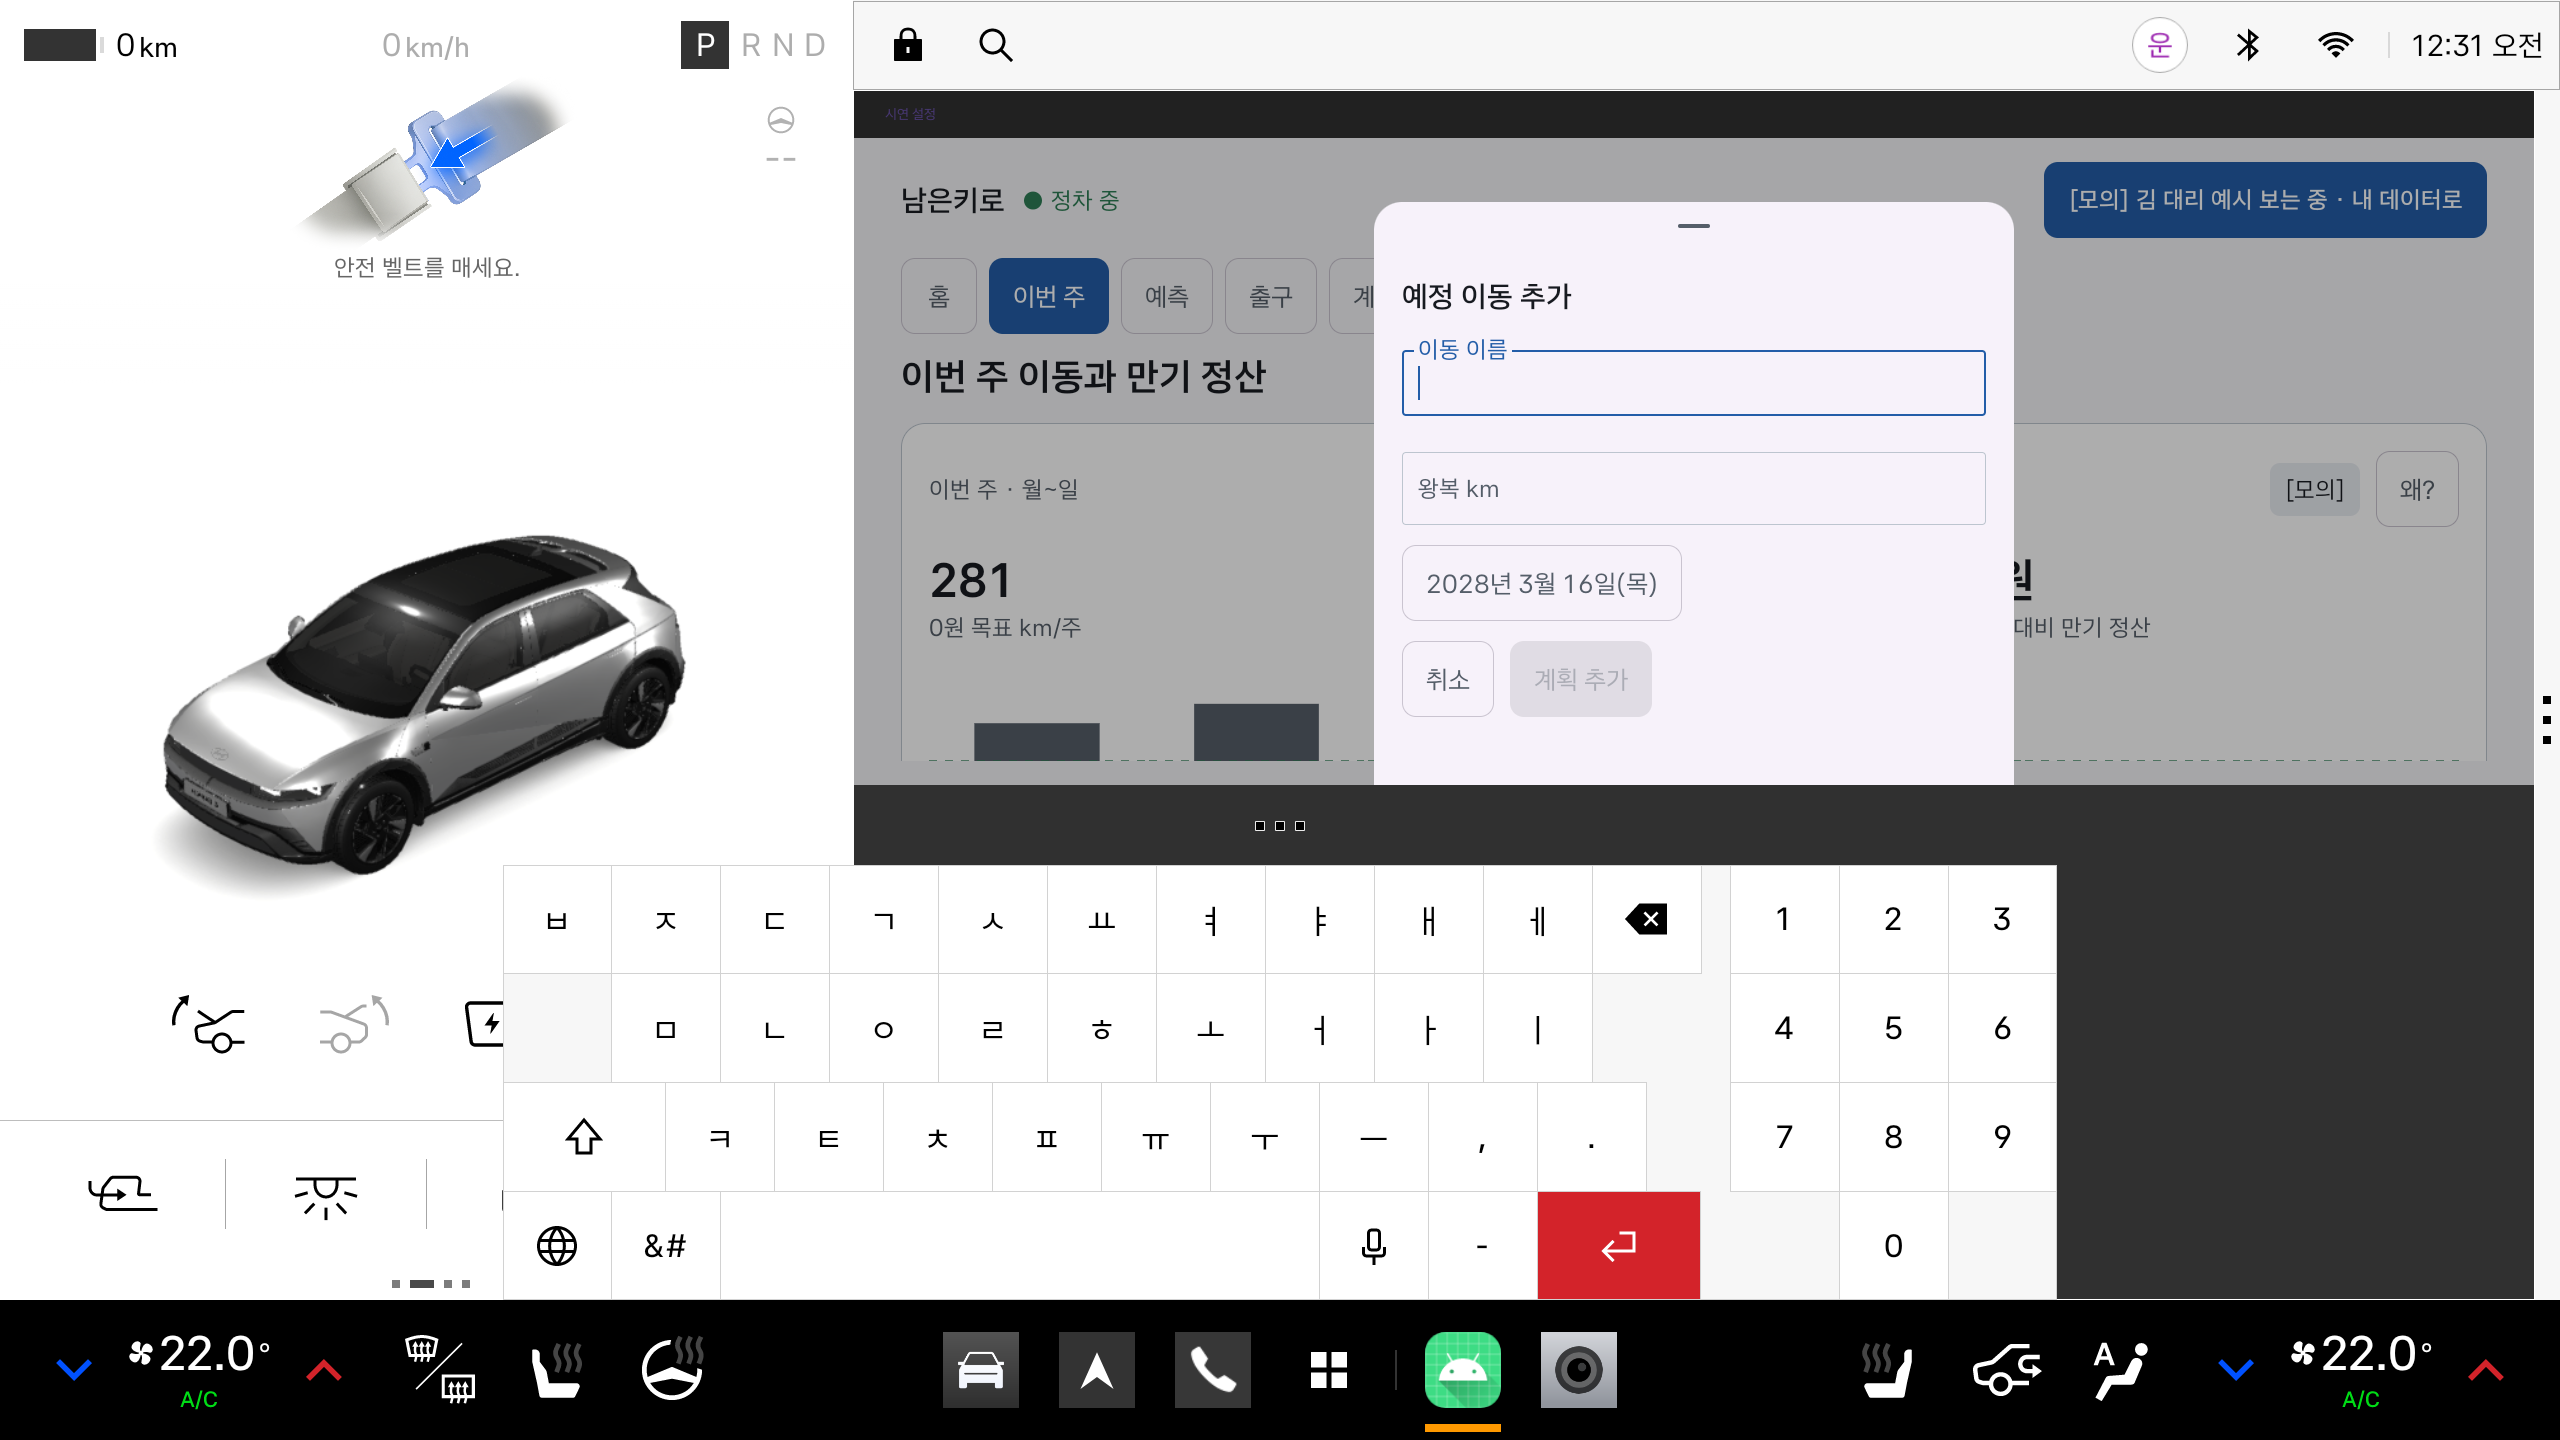 0 km
0 km/h
P R N D
안전 벨트를 매세요.
운
12:31 오전
시연 설정
남은키로
정차 중
[모의] 김 대리 예시 보는 중 · 내 데이터로
홈
이번 주
예측
출구
이번 주 이동과 만기 정산
이번 주 · 월~일
281
0원 목표 km/주
[모의]
왜?
원
대비 만기 정산
예정 이동 추가
이동 이름
왕복 km
2028년 3월 16일(목)
취소
계획 추가
ㅂ ㅈ ㄷ ㄱ ㅅ ㅛ ㅕ ㅑ ㅐ ㅔ 1 2 3
ㅁ ㄴ ㅇ ㄹ ㅎ ㅗ ㅓ ㅏ ㅣ 4 5 6
ㅋ ㅌ ㅊ ㅍ ㅠ ㅜ ㅡ , . 7 8 9
&# - 0
22.0°
A/C
A
22.0°
A/C